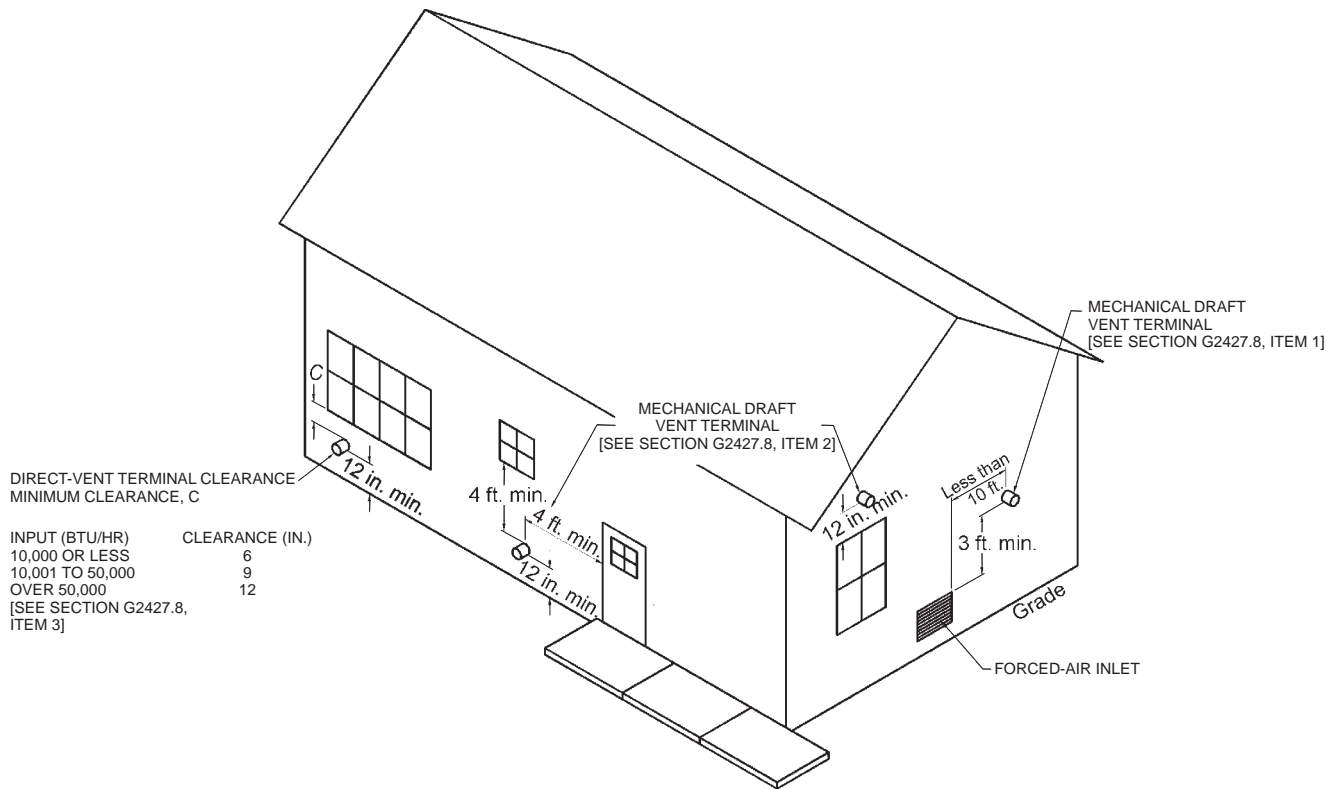 MECHANICAL DRAFT
VENT TERMINAL
[SEE SECTION G2427.8, ITEM 1]
C
MECHANICAL DRAFT
VENT TERMINAL
[SEE SECTION G2427.8, ITEM 2]
DIRECT-VENT TERMINAL CLEARANCE
MINIMUM CLEARANCE, C
12 in. min.
4 ft. min.
4 ft. min.
12 in. min.
12 in. min.
Less than
10 ft.
3 ft. min.
INPUT (BTU/HR) CLEARANCE (IN.)
10,000 OR LESS 6
10,001 TO 50,000 9
OVER 50,000 12
[SEE SECTION G2427.8,
ITEM 3]
Grade
FORCED-AIR INLET